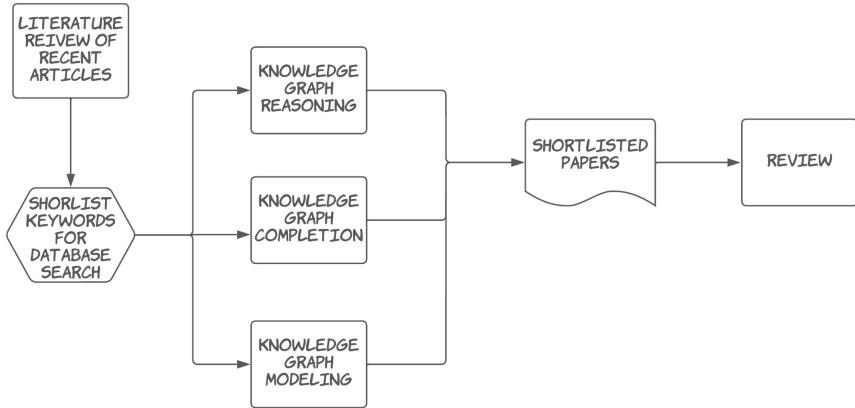 LITERATURE
REIVEW OF
RECENT
ARTICLES
SHORLIST
KEYWORDS
FOR
DATABASE
SEARCH
KNOWLEDGE
GRAPH
REASONING
KNOWLEDGE
GRAPH
COMPLETION
KNOWLEDGE
GRAPH
MODELING
SHORTLISTED
PAPERS
REVIEW